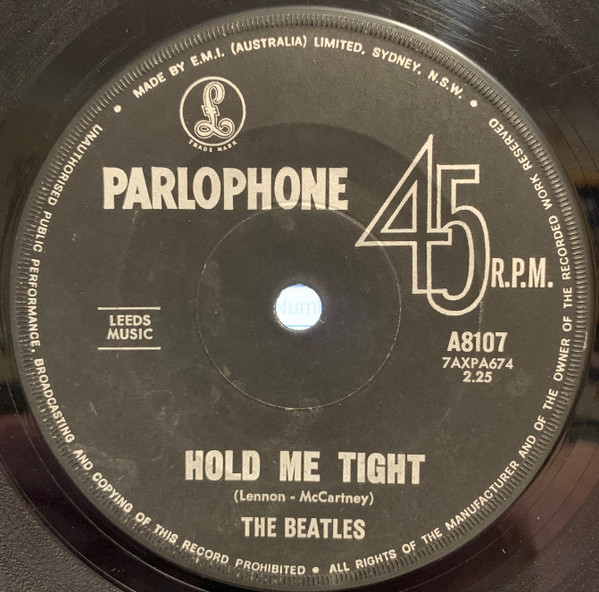 MADE BY E.M.I. (AUSTRALIA) LIMITED, SYDNEY, N.S.W. •
UNAUTHORISED PUBLIC PERFORMANCE, BROADCASTING AND COPYING OF THIS RECORD PROHIBITED • ALL RIGHTS OF THE MANUFACTURER AND OF THE OWNER OF THE RECORDED WORK RESERVED
£
TRADE MARK
PARLOPHONE
45 R.P.M.
LEEDS
MUSIC
A8107
7AXPA674
2.25
HOLD ME TIGHT
(Lennon - McCartney)
THE BEATLES